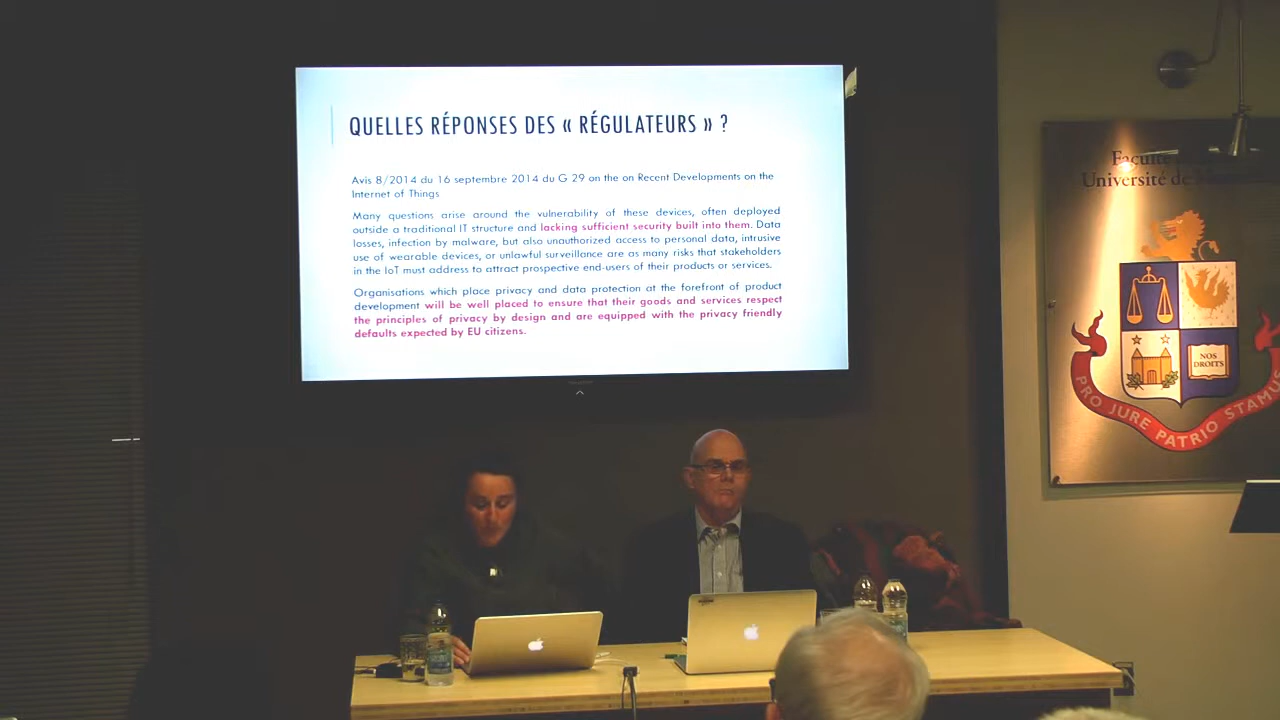 QUELLES RÉPONSES DES « RÉGULATEURS » ?
Avis 8/2014 du 16 septembre 2014 du G 29 on the on Recent Developments on the
Internet of Things
Many questions arise around the vulnerability of these devices, often deployed
outside a traditional IT structure and lacking sufficient security built into them. Data
losses, infection by malware, but also unauthorized access to personal data, intrusive
use of wearable devices, or unlawful surveillance are as many risks that stakeholders
in the IoT must address to attract prospective end-users of their products or services.
Organisations which place privacy and data protection at the forefront of product
development will be well placed to ensure that their goods and services respect
the principles of privacy by design and are equipped with the privacy friendly
defaults expected by EU citizens.
Faculté
Université de
NOS
DROITS
PRO JURE PATRIO STAMUS